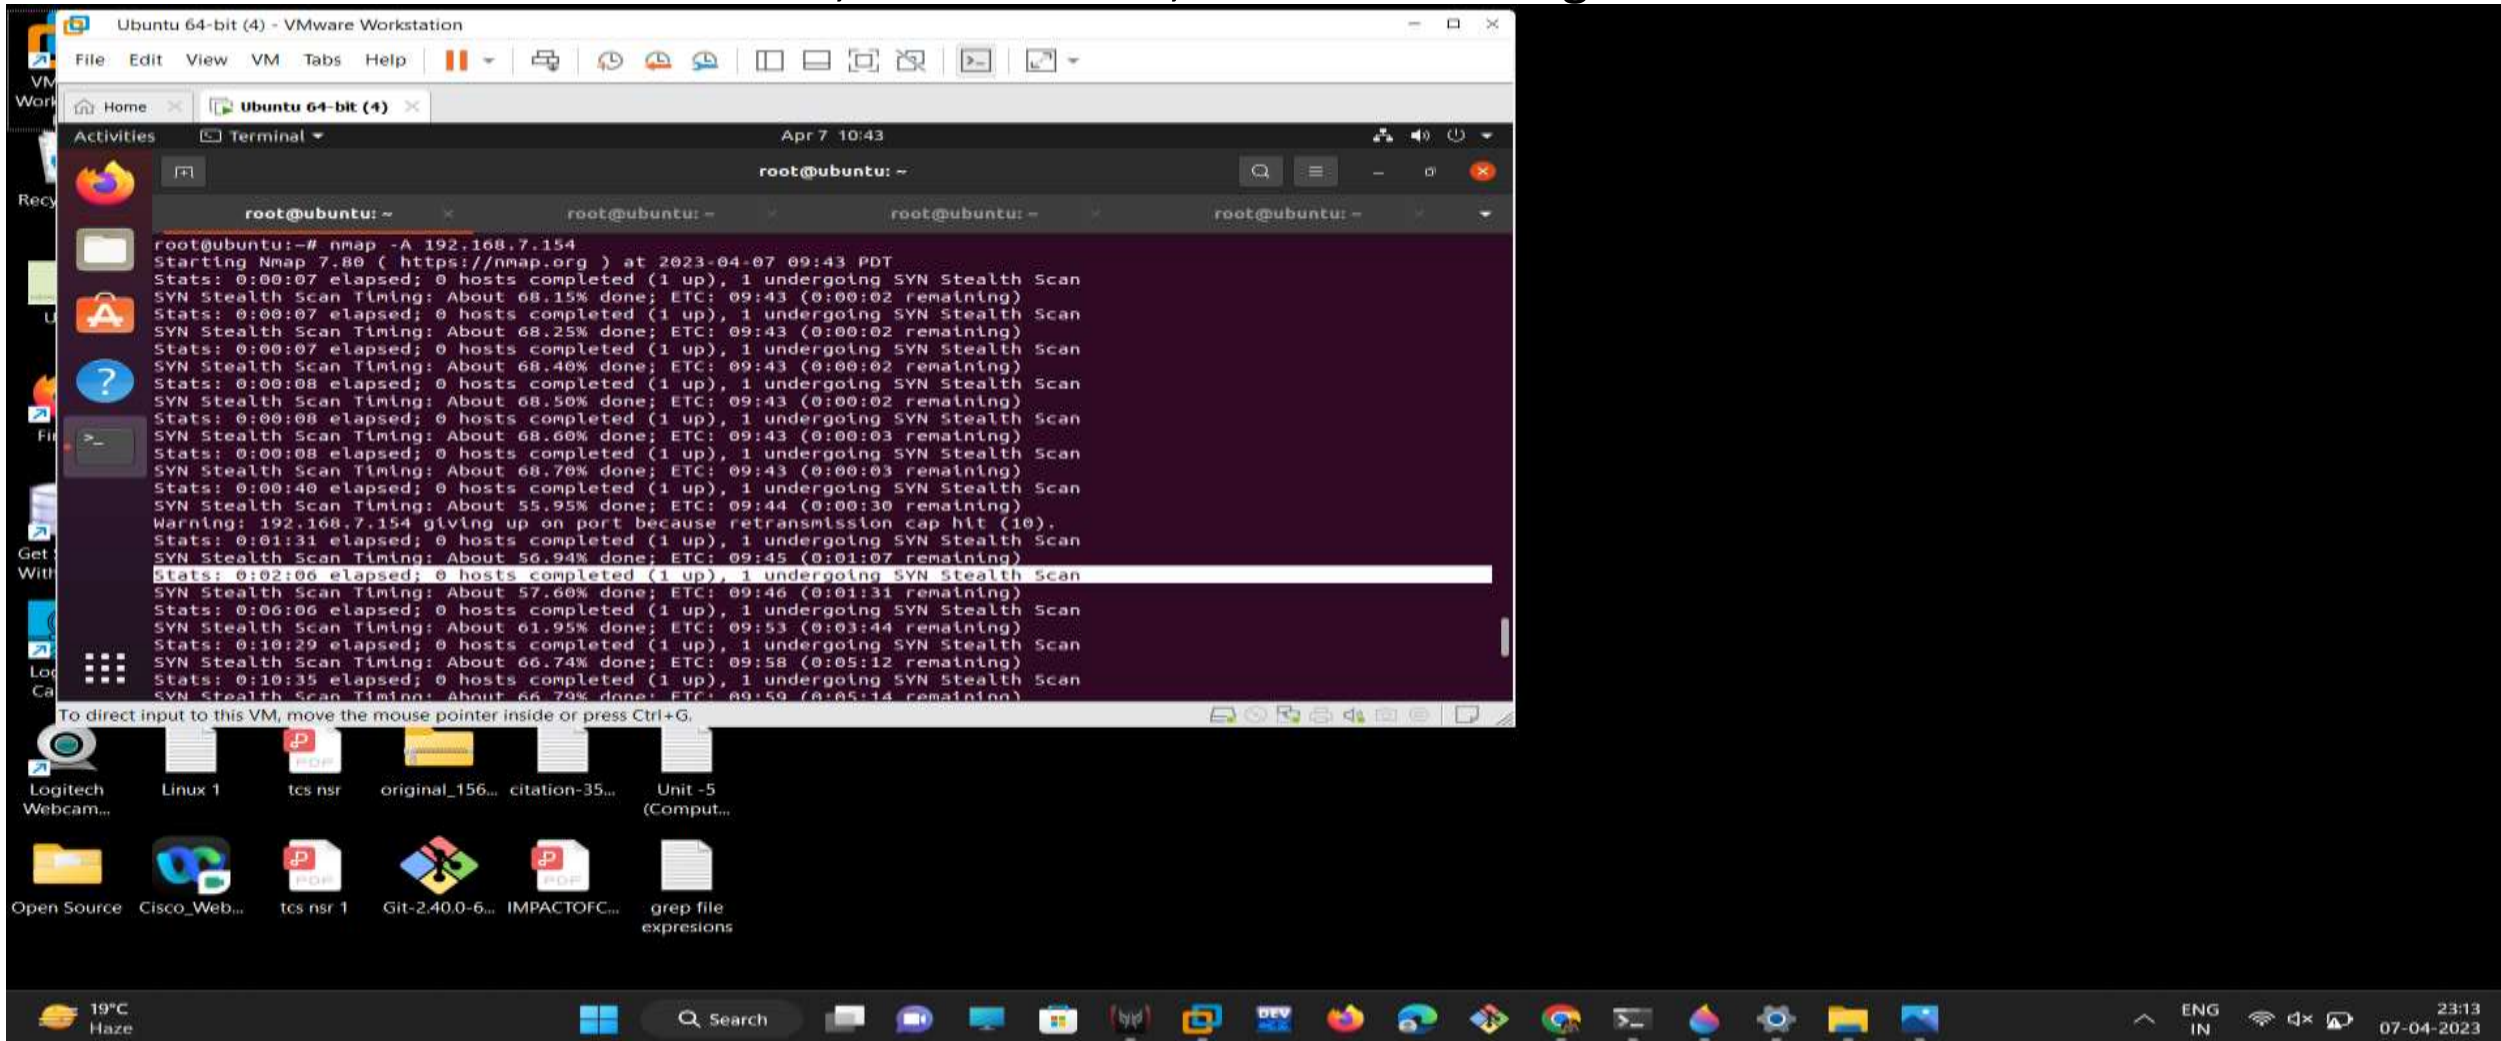 Ubuntu 64-bit (4) - VMware Workstation
File Edit View VM Tabs Help
Home
Ubuntu 64-bit (4)
Activities
Terminal
Apr 7 10:43
root@ubuntu: ~
root@ubuntu: ~
root@ubuntu: ~
root@ubuntu: ~
root@ubuntu: ~
root@ubuntu:~# nmap -A 192.168.7.154
Starting Nmap 7.80 ( https://nmap.org ) at 2023-04-07 09:43 PDT
Stats: 0:00:07 elapsed; 0 hosts completed (1 up), 1 undergoing SYN Stealth Scan
SYN Stealth Scan Timing: About 68.15% done; ETC: 09:43 (0:00:02 remaining)
Stats: 0:00:07 elapsed; 0 hosts completed (1 up), 1 undergoing SYN Stealth Scan
SYN Stealth Scan Timing: About 68.25% done; ETC: 09:43 (0:00:02 remaining)
Stats: 0:00:07 elapsed; 0 hosts completed (1 up), 1 undergoing SYN Stealth Scan
SYN Stealth Scan Timing: About 68.40% done; ETC: 09:43 (0:00:02 remaining)
Stats: 0:00:08 elapsed; 0 hosts completed (1 up), 1 undergoing SYN Stealth Scan
SYN Stealth Scan Timing: About 68.50% done; ETC: 09:43 (0:00:02 remaining)
Stats: 0:00:08 elapsed; 0 hosts completed (1 up), 1 undergoing SYN Stealth Scan
SYN Stealth Scan Timing: About 68.60% done; ETC: 09:43 (0:00:03 remaining)
Stats: 0:00:08 elapsed; 0 hosts completed (1 up), 1 undergoing SYN Stealth Scan
SYN Stealth Scan Timing: About 68.70% done; ETC: 09:43 (0:00:03 remaining)
Stats: 0:00:40 elapsed; 0 hosts completed (1 up), 1 undergoing SYN Stealth Scan
SYN Stealth Scan Timing: About 55.95% done; ETC: 09:44 (0:00:30 remaining)
Warning: 192.168.7.154 giving up on port because retransmission cap hit (10).
Stats: 0:01:31 elapsed; 0 hosts completed (1 up), 1 undergoing SYN Stealth Scan
SYN Stealth Scan Timing: About 56.94% done; ETC: 09:45 (0:01:07 remaining)
Stats: 0:02:06 elapsed; 0 hosts completed (1 up), 1 undergoing SYN Stealth Scan
SYN Stealth Scan Timing: About 57.60% done; ETC: 09:46 (0:01:31 remaining)
Stats: 0:06:06 elapsed; 0 hosts completed (1 up), 1 undergoing SYN Stealth Scan
SYN Stealth Scan Timing: About 61.95% done; ETC: 09:53 (0:03:44 remaining)
Stats: 0:10:29 elapsed; 0 hosts completed (1 up), 1 undergoing SYN Stealth Scan
SYN Stealth Scan Timing: About 66.74% done; ETC: 09:58 (0:05:12 remaining)
Stats: 0:10:35 elapsed; 0 hosts completed (1 up), 1 undergoing SYN Stealth Scan
SYN Stealth Scan Timing: About 66.79% done; ETC: 09:59 (0:05:14 remaining)
To direct input to this VM, move the mouse pointer inside or press Ctrl+G.
VM
Work
Recy
Get
With
Logitech Webcam...
Linux 1
tcs nsr
original_156...
citation-35...
Unit -5 (Comput...
Open Source
Cisco_Web...
tcs nsr 1
Git-2.40.0-6...
IMPACTOFC...
grep file expresions
19°C
Haze
Search
ENG
IN
23:13
07-04-2023